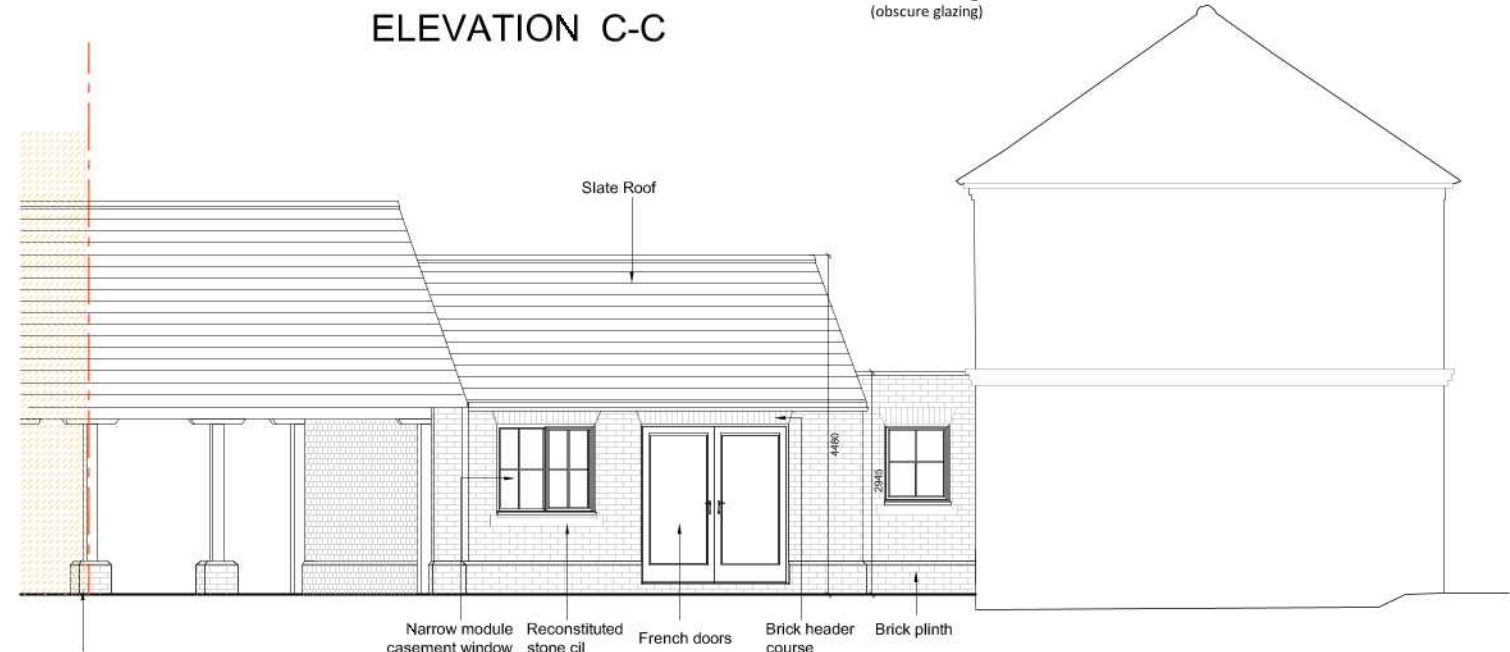 (obscure glazing)
ELEVATION C-C
Slate Roof
4480
2945
Narrow module
casement window
Reconstituted
stone cil
French doors
Brick header
course
Brick plinth